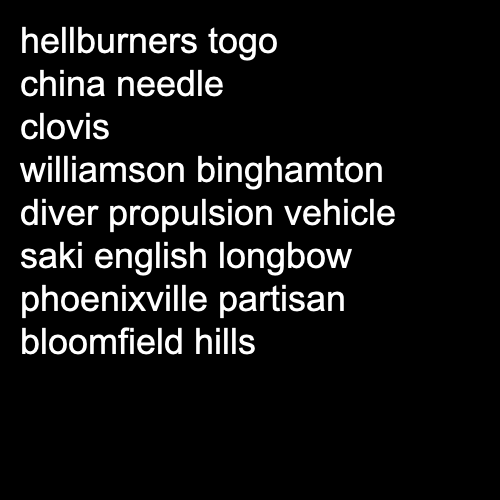 hellburners togo
china needle
clovis
williamson binghamton
diver propulsion vehicle
saki english longbow
phoenixville partisan
bloomfield hills